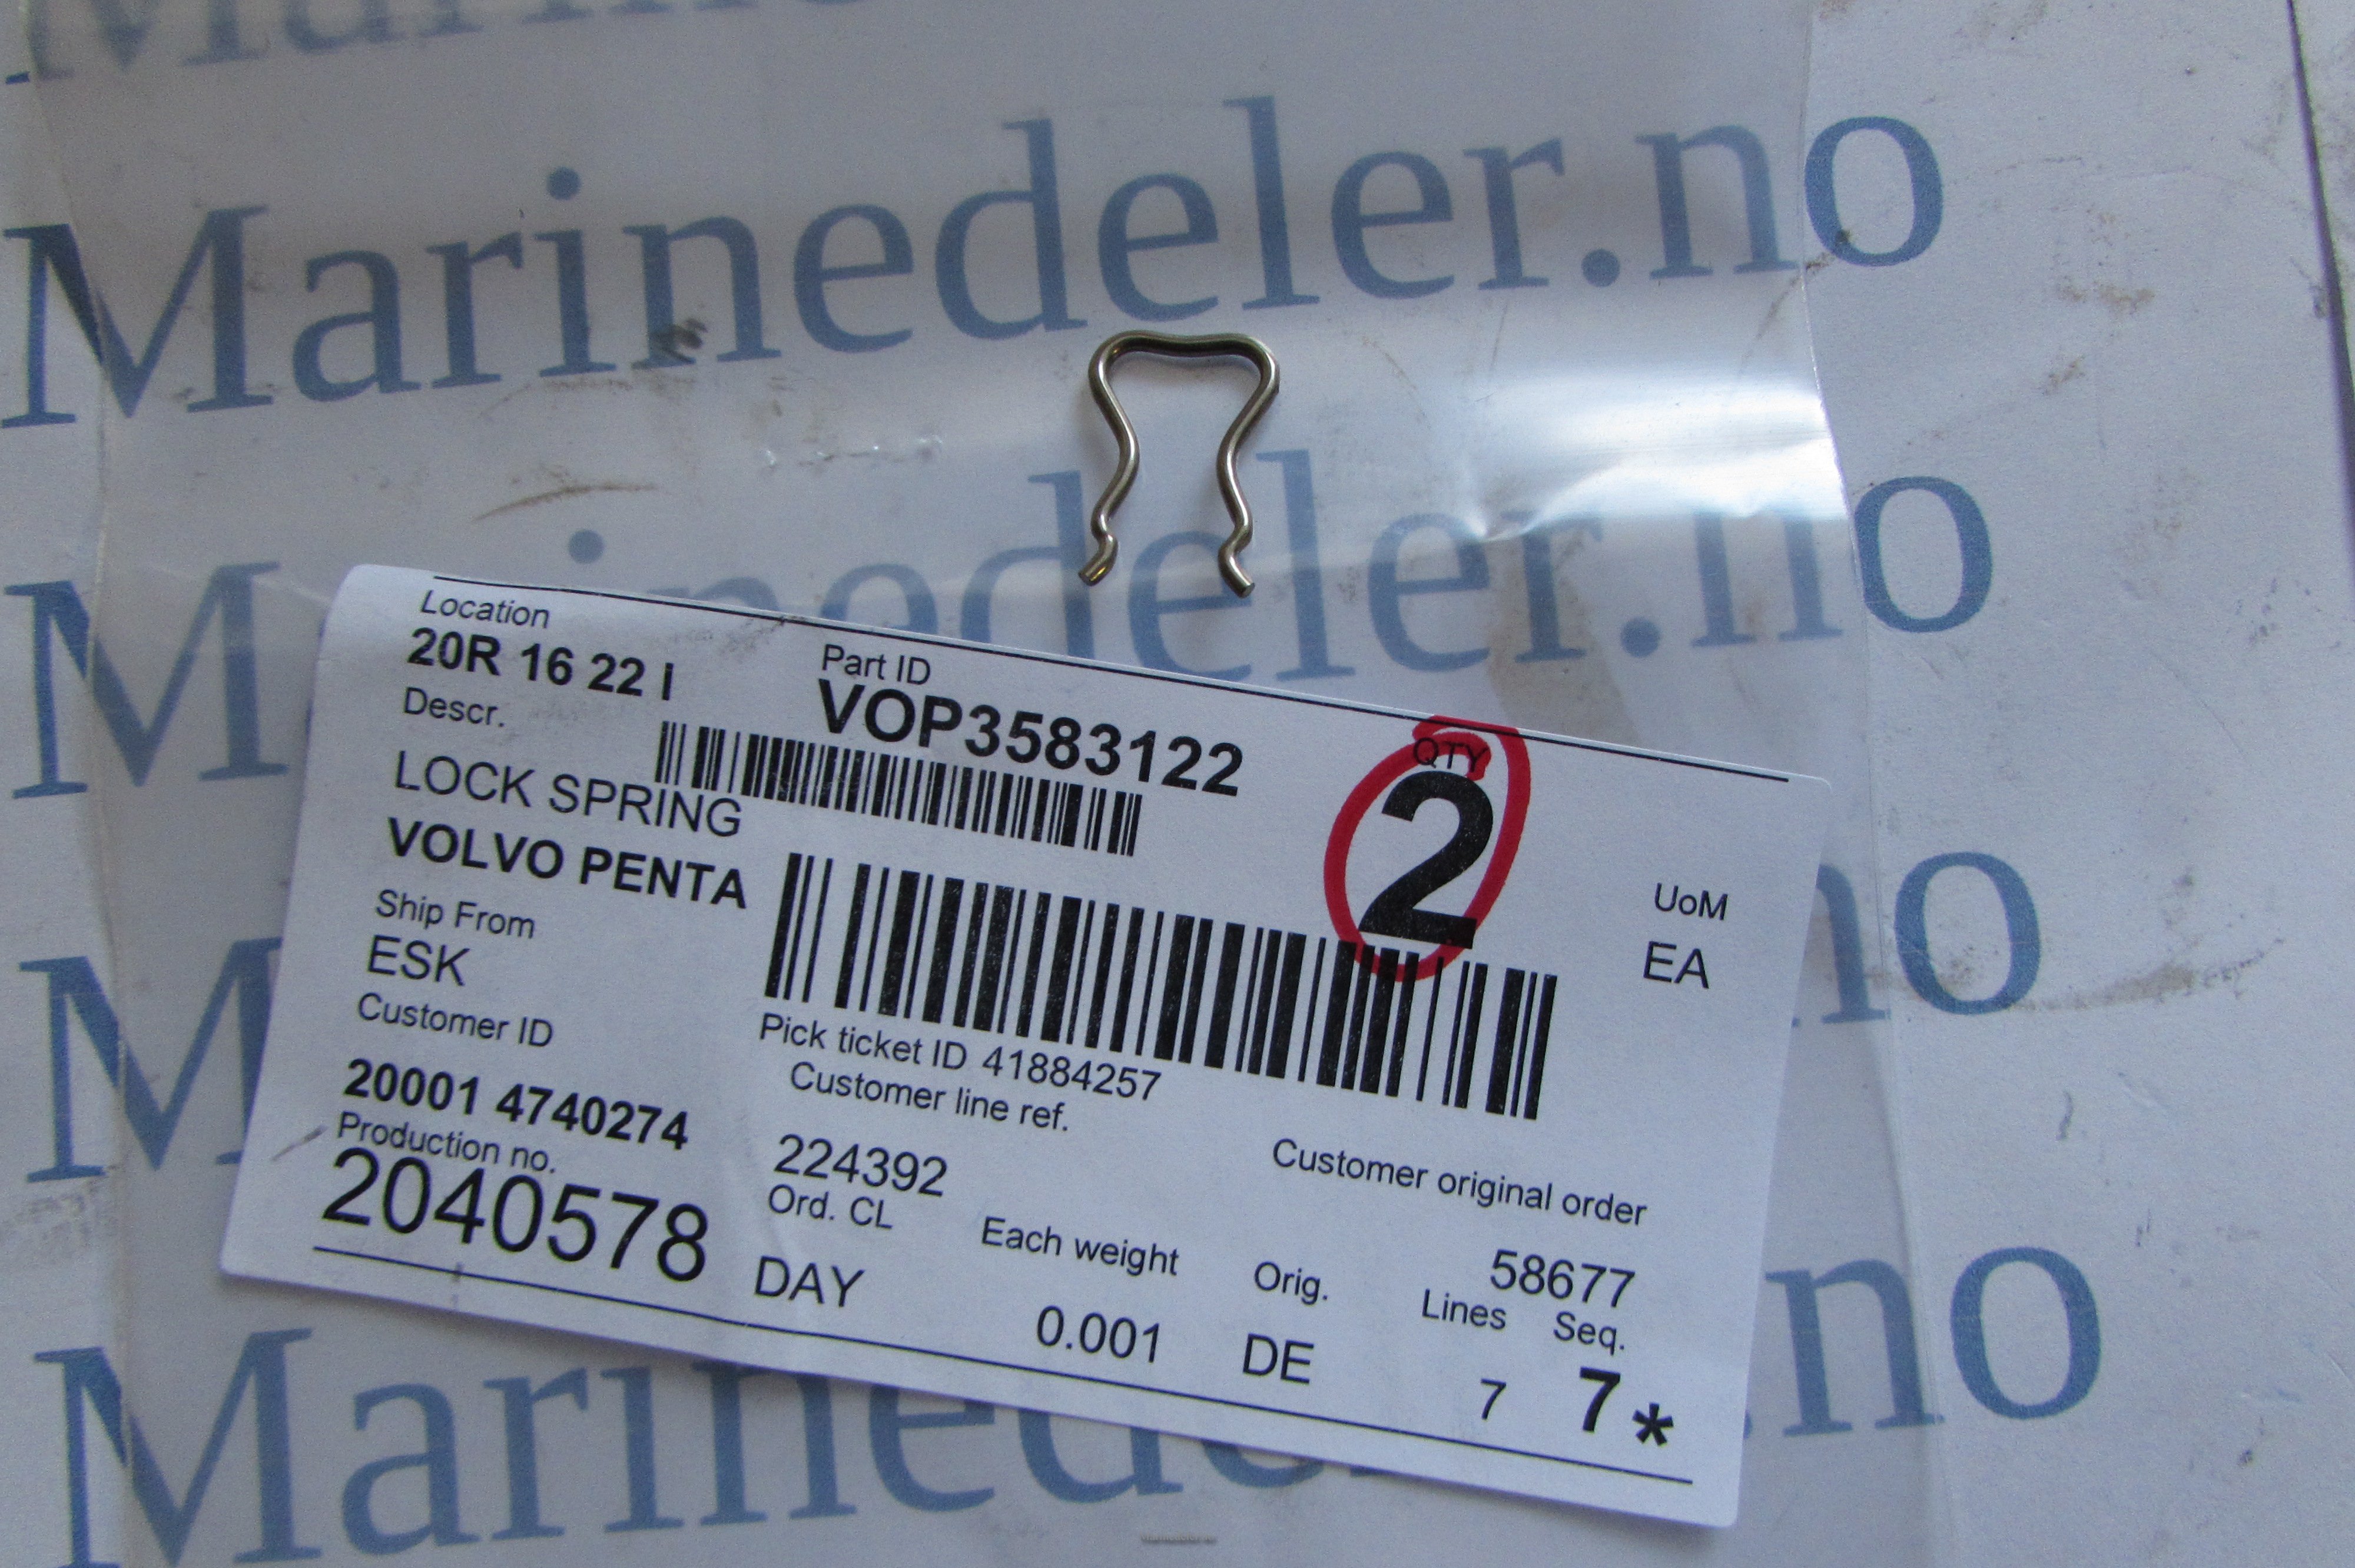 Marinedeler.no
Marinedeler.no
Marinedeler.no
Location
20R 16 22 I
Part ID
VOP3583122
QTY
2
Descr.
LOCK SPRING
VOLVO PENTA
UoM
EA
Ship From
ESK
Pick ticket ID 41884257
Customer ID
20001 4740274
Customer line ref.
224392
Customer original order
58677
Production no.
2040578
Ord. CL
DAY
Each weight
0.001
Orig.
DE
Lines
7
Seq.
7*
M no
Marinede .no